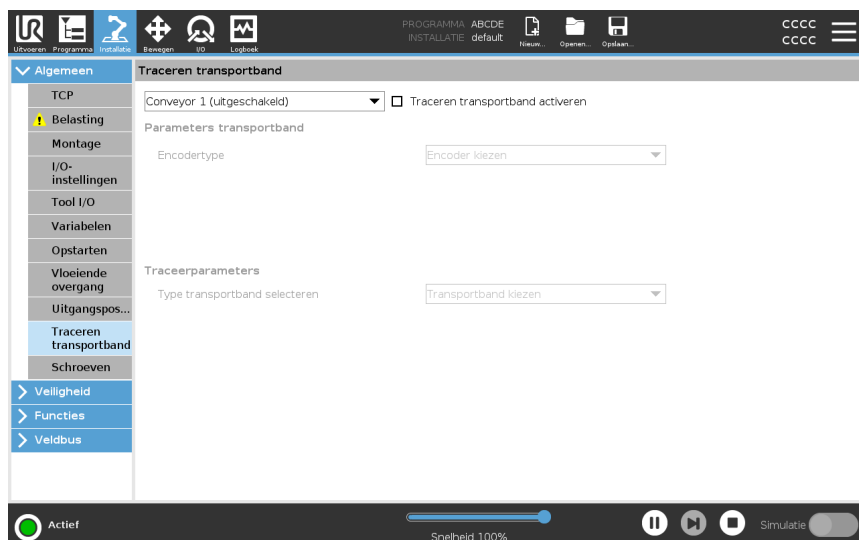 UR
PROGRAMMA ABCDE
INSTALLATIE default
CCCC
CCCC
Uitvoeren Programma Installatie Bewegen I/O Logboek Nieuw... Openen... Opslaan...
Algemeen
Traceren transportband
TCP
Conveyor 1 (uitgeschakeld)
Traceren transportband activeren
Belasting
Parameters transportband
Montage
Encodertype
Encoder kiezen
I/O-
instellingen
Tool I/O
Variabelen
Opstarten
Vloeiende
overgang
Traceerparameters
Type transportband selecteren
Transportband kiezen
Uitgangspos...
Traceren
transportband
Schroeven
Veiligheid
Functies
Veldbus
Actief
Snelheid 100%
Simulatie